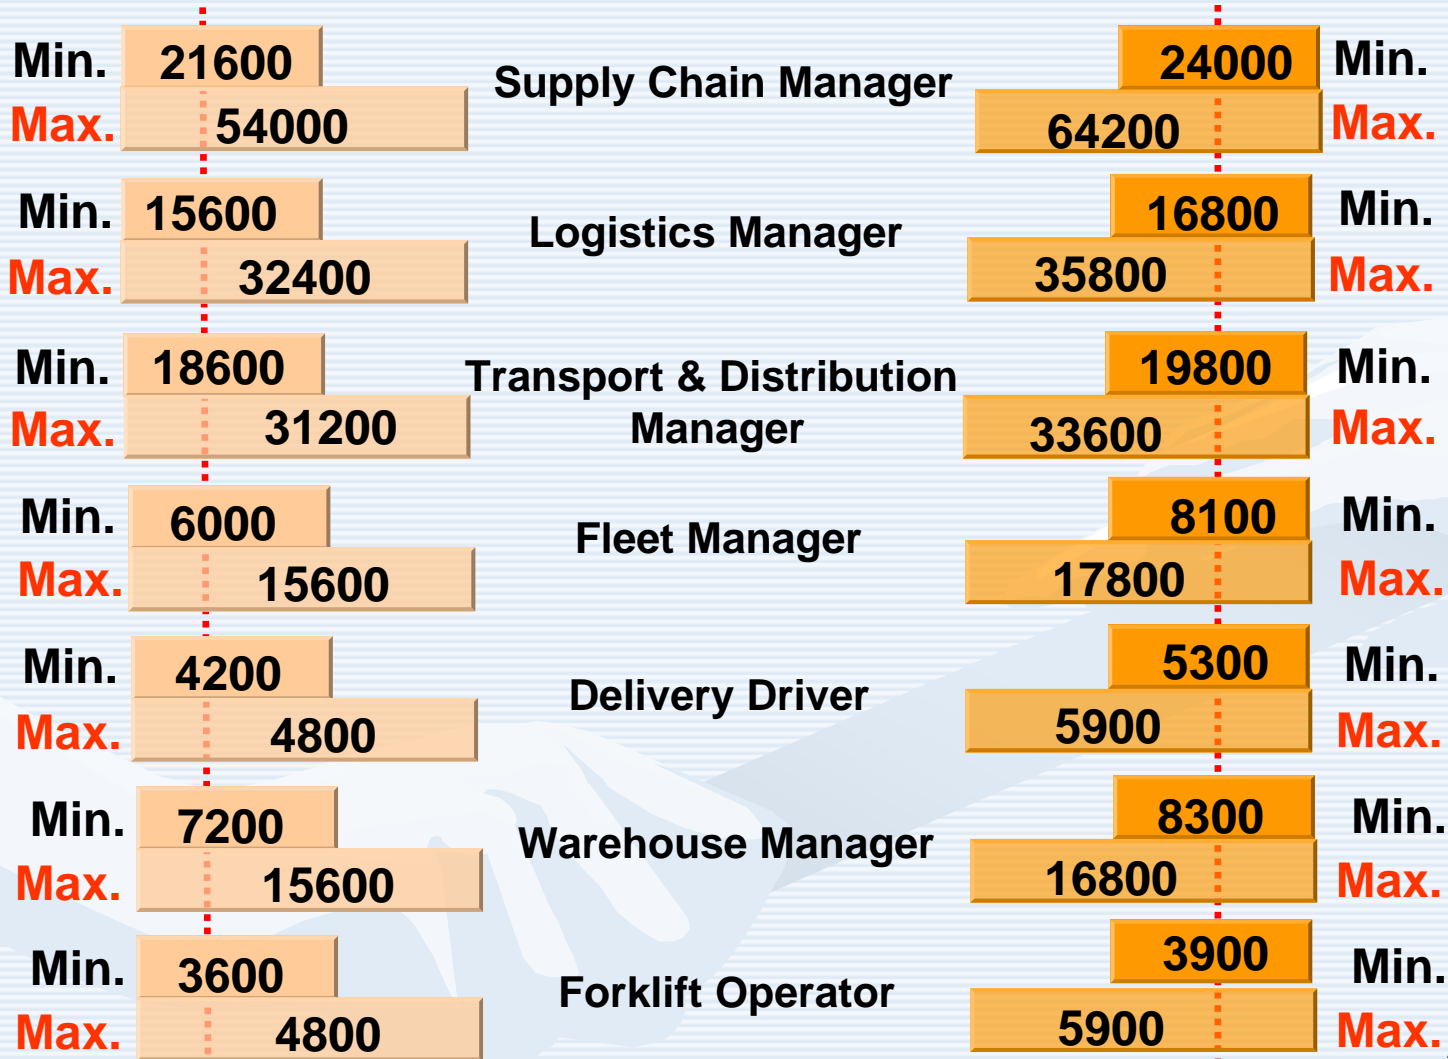 Min. 21600 Supply Chain Manager 24000 Min.
Max. 54000 64200 Max.
Min. 15600 Logistics Manager 16800 Min.
Max. 32400 35800 Max.
Min. 18600 Transport & Distribution 19800 Min.
Max. 31200 Manager 33600 Max.
Min. 6000 Fleet Manager 8100 Min.
Max. 15600 17800 Max.
Min. 4200 Delivery Driver 5300 Min.
Max. 4800 5900 Max.
Min. 7200 Warehouse Manager 8300 Min.
Max. 15600 16800 Max.
Min. 3600 Forklift Operator 3900 Min.
Max. 4800 5900 Max.